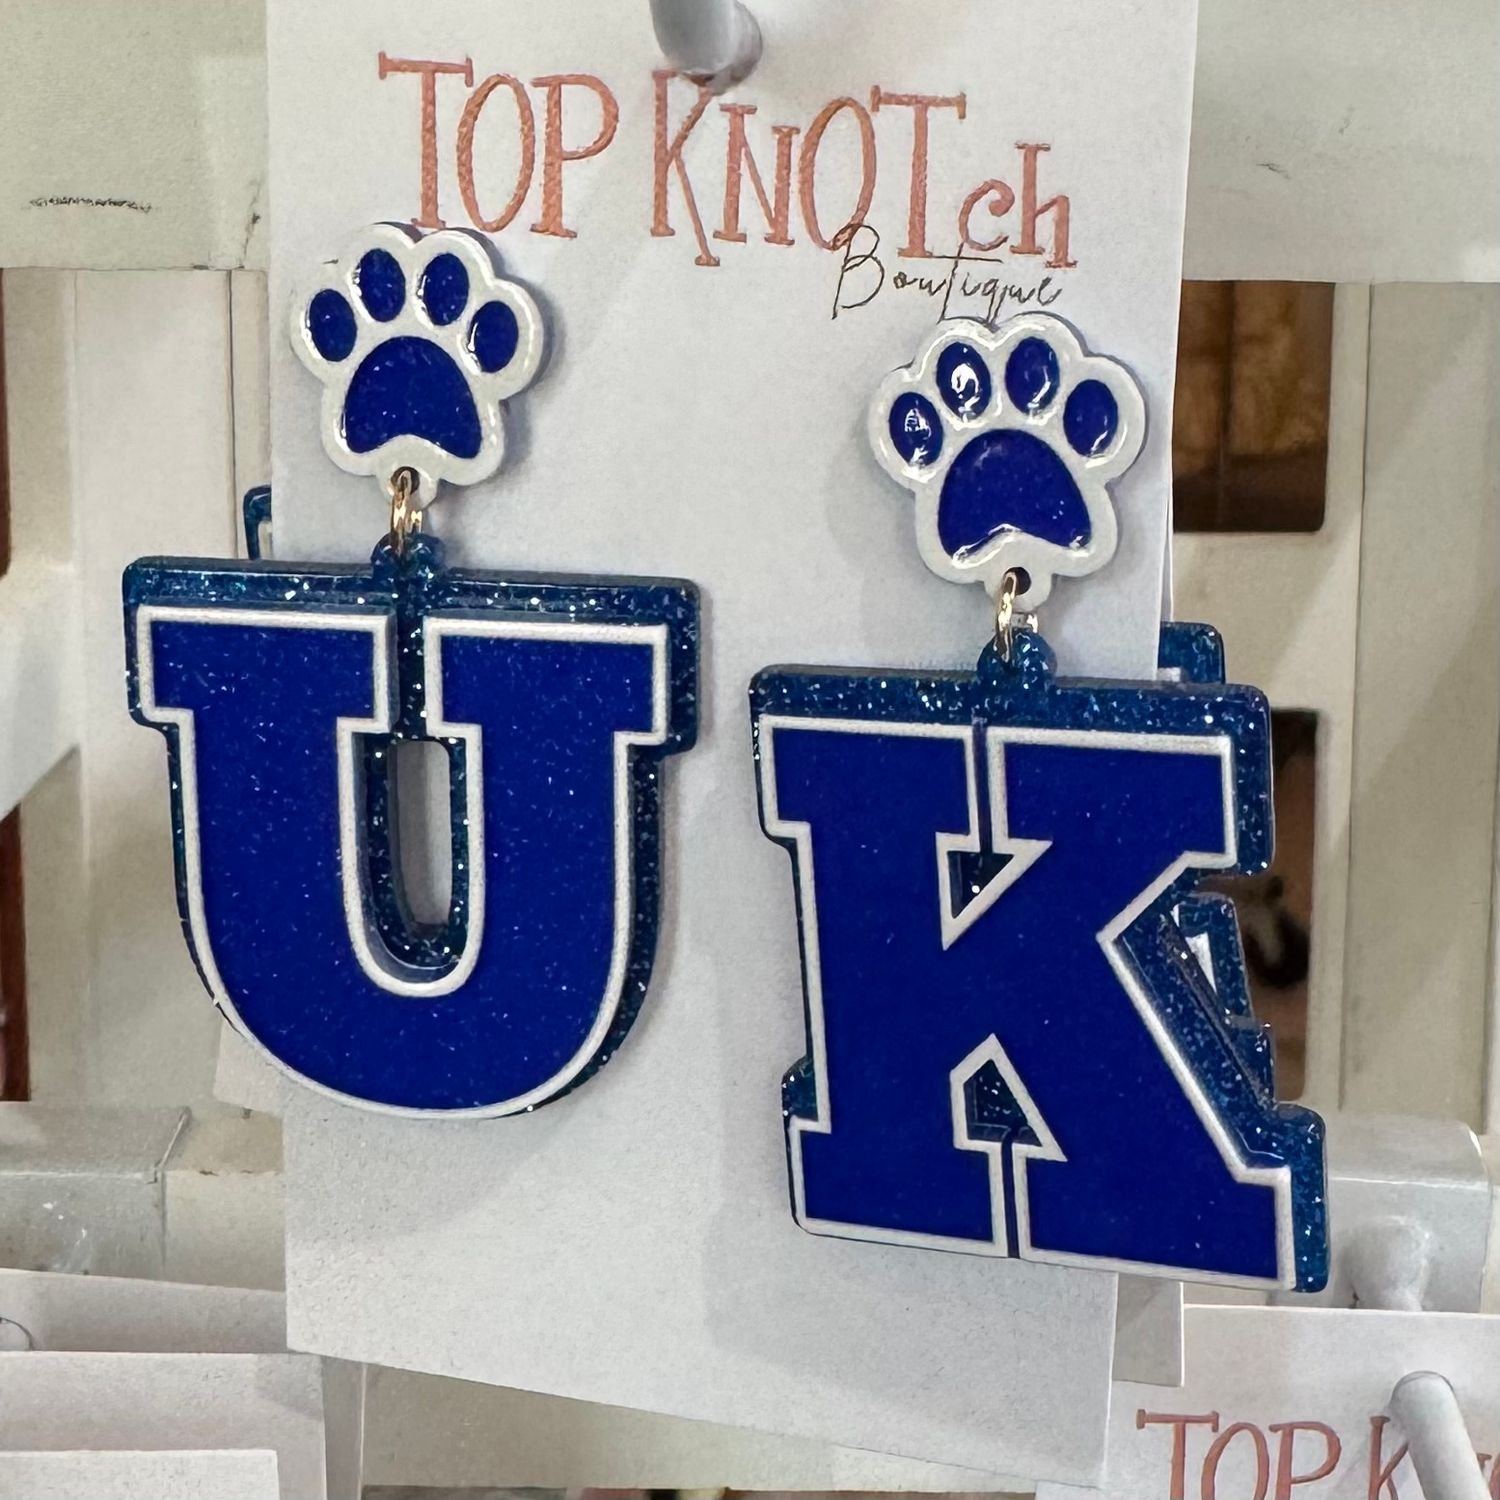 TOP KNOTch
Boutique
U K
TOP K